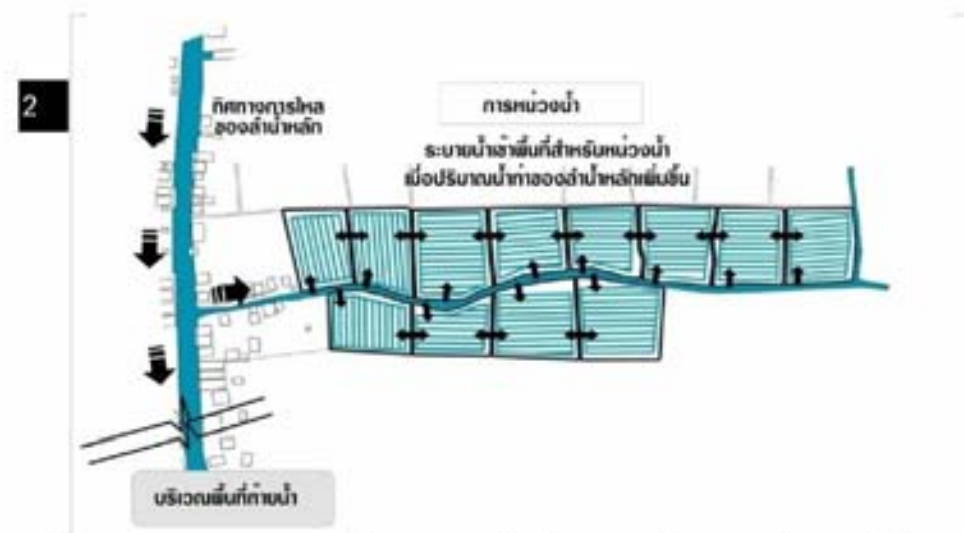 2
ทิศทางการไหล
ของลำน้ำหลัก
การหน่วงน้ำ
ระบายน้ำเข้าพื้นที่สำหรับหน่วงน้ำ
เมื่อปริมาณน้ำท่าของลำน้ำหลักเพิ่มขึ้น
บริเวณพื้นที่ท้ายน้ำ